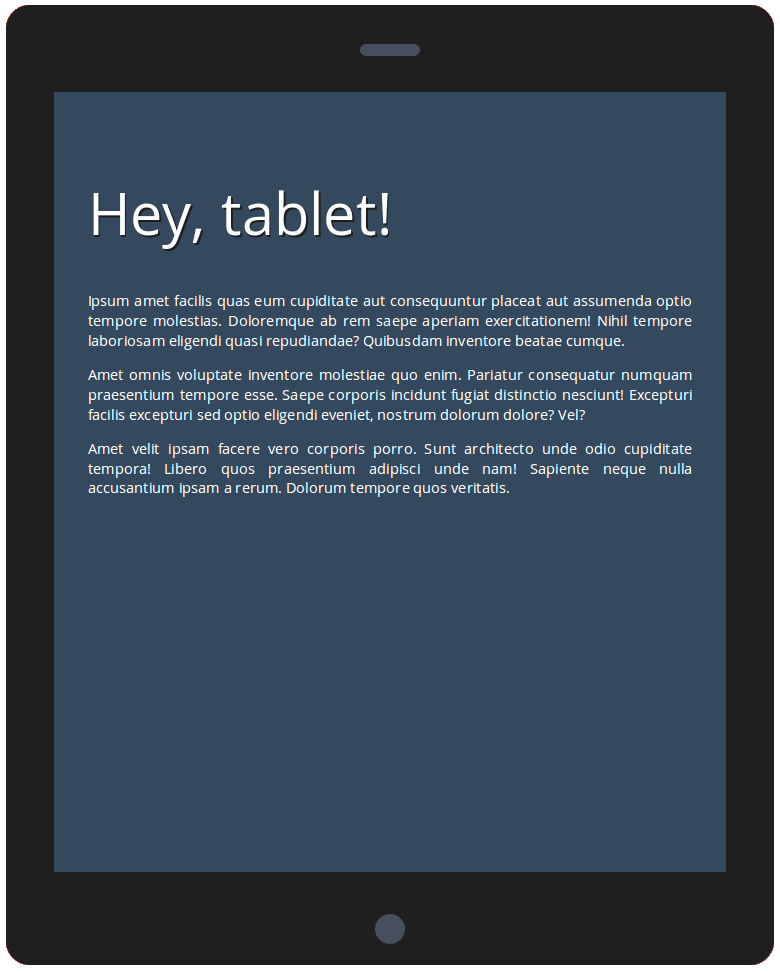 Hey, tablet!
Ipsum amet facilis quas eum cupiditate aut consequuntur placeat aut assumenda optio
tempore molestias. Doloremque ab rem saepe aperiam exercitationem! Nihil tempore
laboriosam eligendi quasi repudiandae? Quibusdam inventore beatae cumque.
Amet omnis voluptate inventore molestiae quo enim. Pariatur consequatur numquam
praesentium tempore esse. Saepe corporis incidunt fugiat distinctio nesciunt! Excepturi
facilis excepturi sed optio eligendi eveniet, nostrum dolorum dolore? Vel?
Amet velit ipsam facere vero corporis porro. Sunt architecto unde odio cupiditate
tempora! Libero quos praesentium adipisci unde nam! Sapiente neque nulla
accusantium ipsam a rerum. Dolorum tempore quos veritatis.